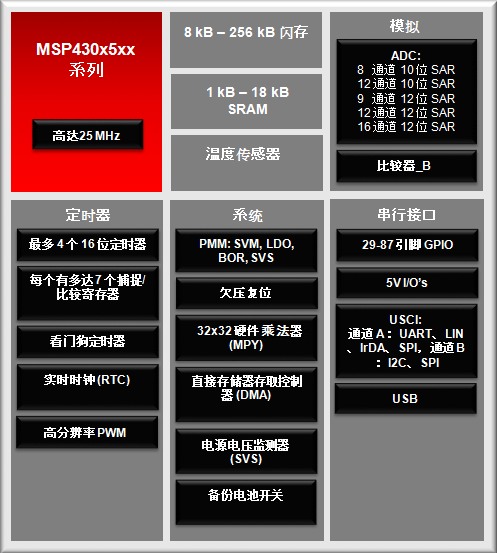 MSP430x5xx
系列
高达25 MHz
8 kB – 256 kB 闪存
1 kB – 18 kB
SRAM
温度传感器
模拟
ADC:
8 通道 10位 SAR
12通道 10位 SAR
9 通道 12位 SAR
12通道 12位 SAR
16通道 12位 SAR
比较器_B
定时器
最多 4 个 16 位定时器
每个有多达 7 个捕捉/
比较寄存器
看门狗定时器
实时时钟 (RTC)
高分辨率 PWM
系统
PMM: SVM, LDO,
BOR, SVS
欠压复位
32x32 硬件乘法器
(MPY)
直接存储器存取控制
器 (DMA)
电源电压监测器
(SVS)
备份电池开关
串行接口
29-87 引脚 GPIO
5V I/O's
USCI:
通道 A：UART、LIN
、IrDA、SPI，通道 B
：I2C、SPI
USB